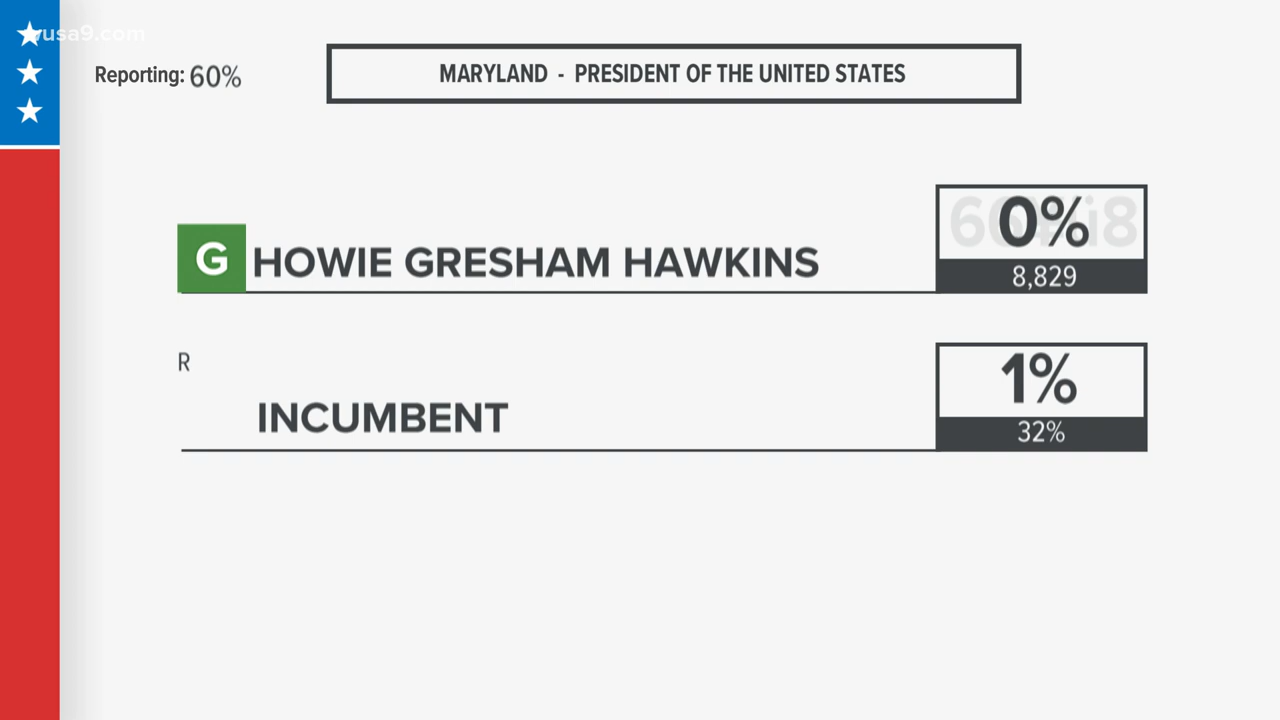 wusa9.com
Reporting: 60%
MARYLAND - PRESIDENT OF THE UNITED STATES
G HOWIE GRESHAM HAWKINS
0%
8,829
R
INCUMBENT
1%
32%